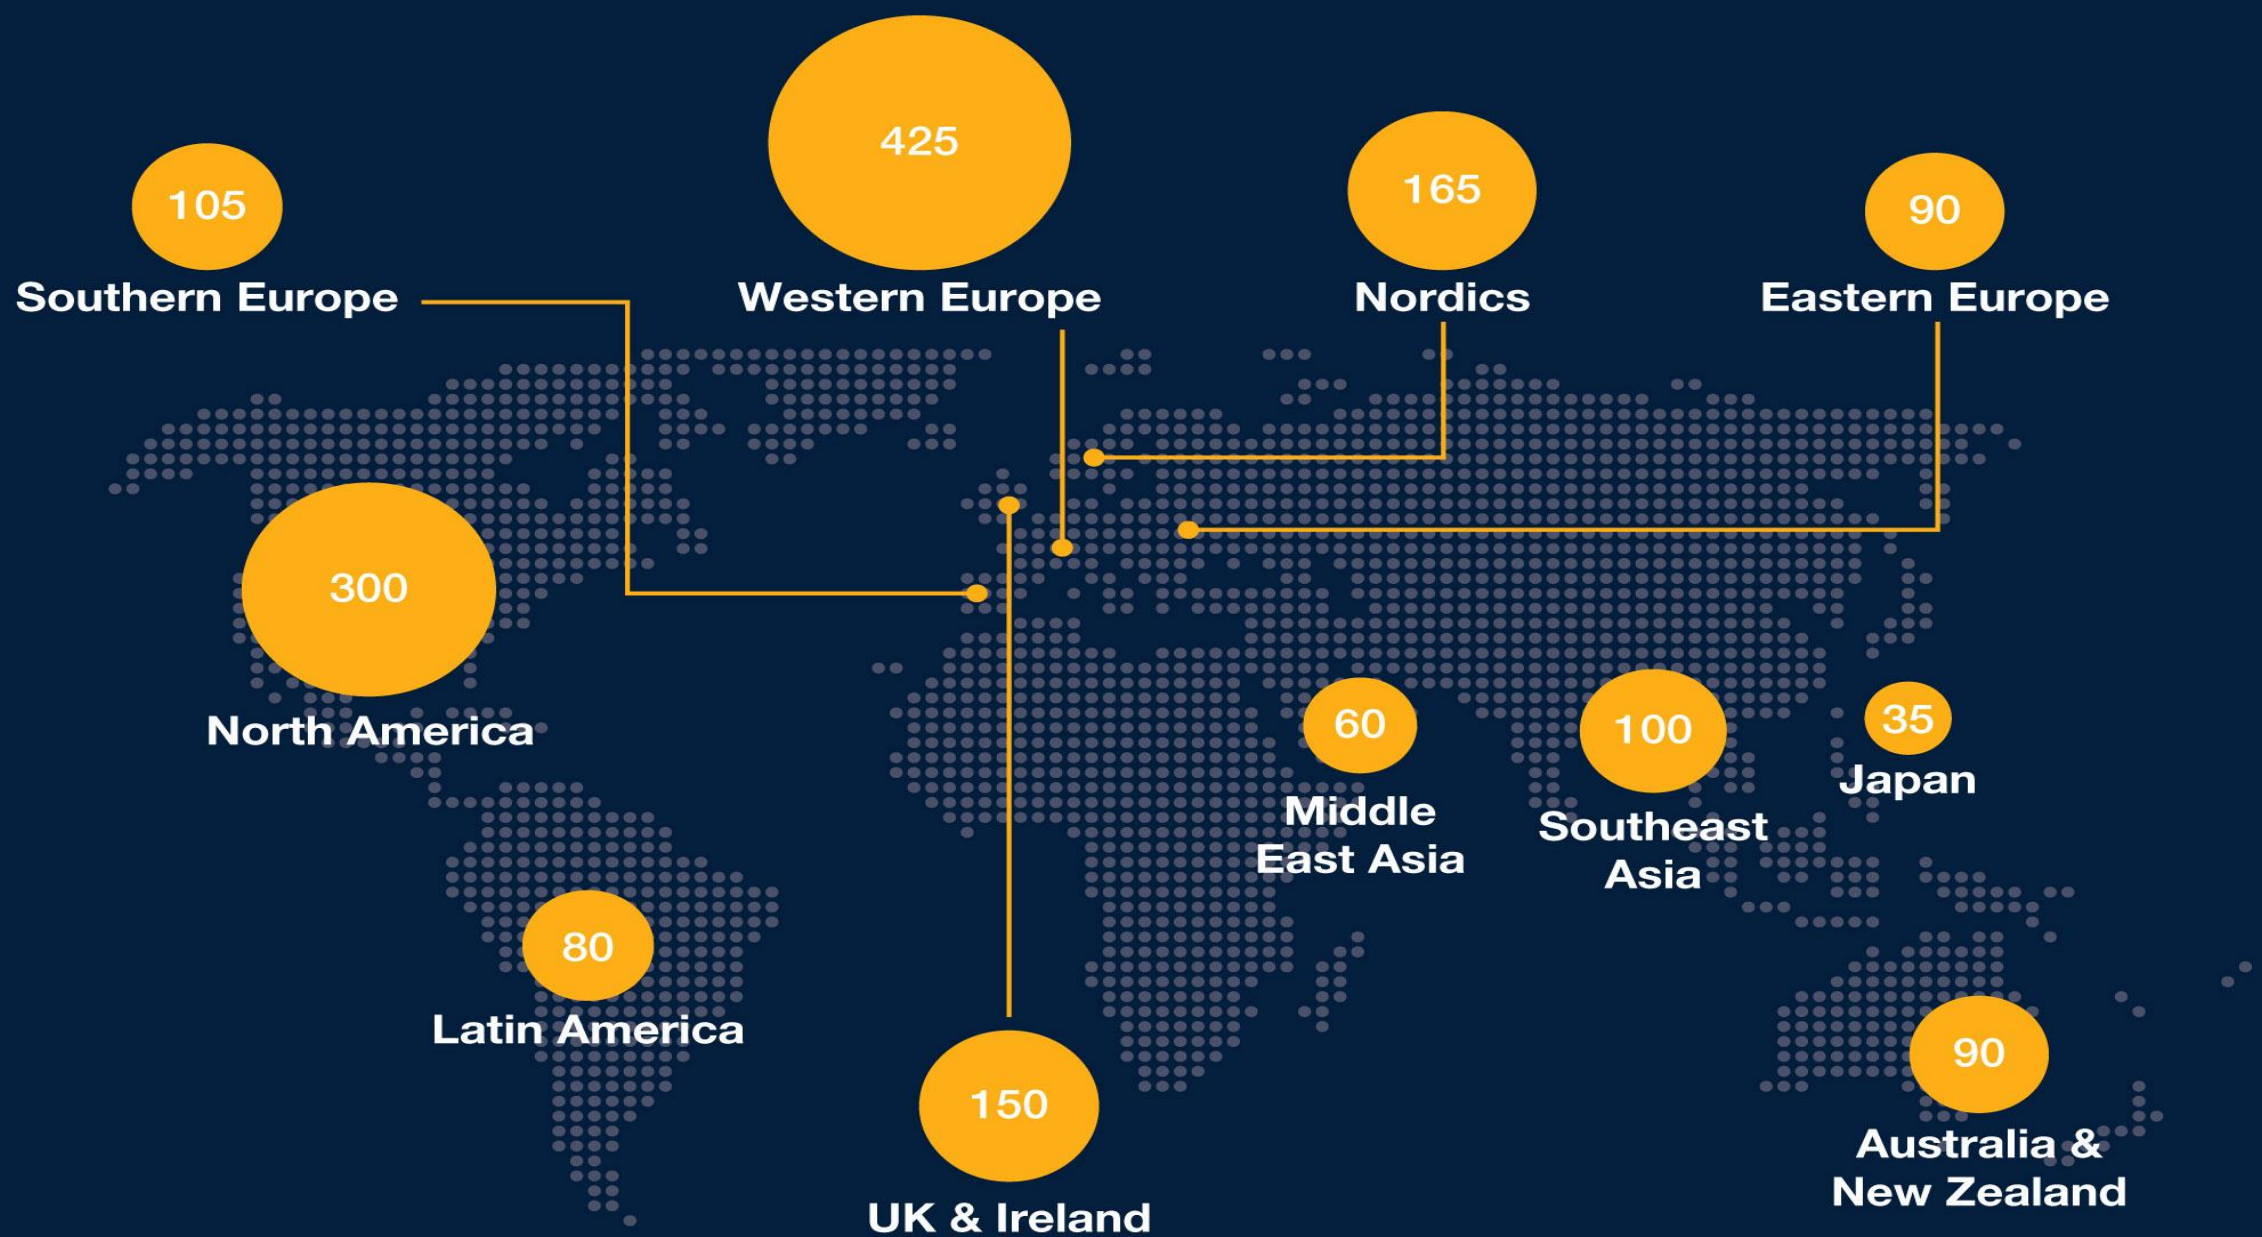 105
Southern Europe
425
Western Europe
165
Nordics
90
Eastern Europe
300
North America
60
Middle
East Asia
100
Southeast
Asia
35
Japan
80
Latin America
150
UK & Ireland
90
Australia &
New Zealand